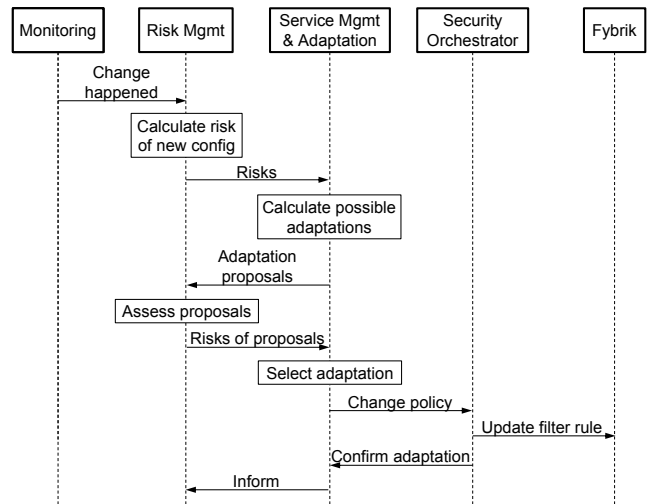 Monitoring
Risk Mgmt
Service Mgmt
& Adaptation
Security
Orchestrator
Fybrik
Change
happened
Calculate risk
of new config
Risks
Calculate possible
adaptations
Adaptation
proposals
Assess proposals
Risks of proposals
Select adaptation
Change policy
Update filter rule
Confirm adaptation
Inform